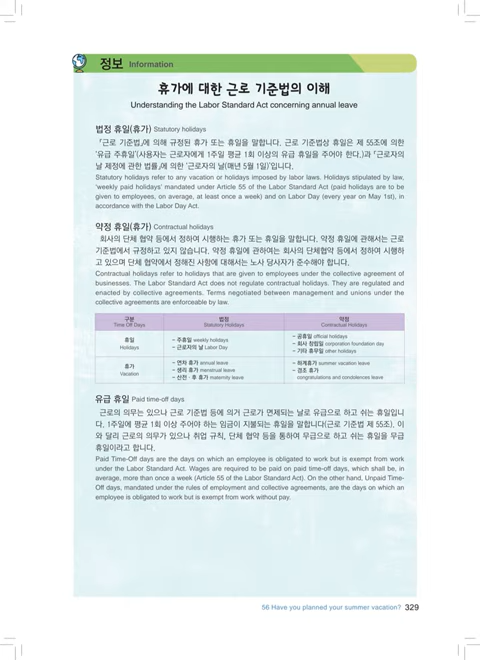 정보 Information
휴가에 대한 근로 기준법의 이해
Understanding the Labor Standard Act concerning annual leave
법정 휴일(휴가) Statutory holidays
「근로 기준법」에 의해 규정된 휴가 또는 휴일을 말합니다. 근로 기준법상 휴일은 제 55조에 의한
'유급 주휴일'(사용자는 근로자에게 1주일 평균 1회 이상의 유급 휴일을 주어야 한다.)과 「근로자의
날 제정에 관한 법률」에 의한 '근로자의 날(매년 5월 1일)'입니다.
Statutory holidays refer to any vacation or holidays imposed by labor laws. Holidays stipulated by law,
'weekly paid holidays' mandated under Article 55 of the Labor Standard Act (paid holidays are to be
given to employees, on average, at least once a week) and on Labor Day (every year on May 1st), in
accordance with the Labor Day Act.
약정 휴일(휴가) Contractual holidays
회사의 단체 협약 등에서 정하여 시행하는 휴가 또는 휴일을 말합니다. 약정 휴일에 관해서는 근로
기준법에서 규정하고 있지 않습니다. 약정 휴일에 관하여는 회사의 단체협약 등에서 정하여 시행하
고 있으며 단체 협약에서 정해진 사항에 대해서는 노사 당사자가 준수해야 합니다.
Contractual holidays refer to holidays that are given to employees under the collective agreement of
businesses. The Labor Standard Act does not regulate contractual holidays. They are regulated and
enacted by collective agreements. Terms negotiated between management and unions under the
collective agreements are enforceable by law.
구분 법정 약정
Time Off Days Statutory Holidays Contractual Holidays
휴일
Holidays
- 주휴일 weekly holidays
- 근로자의 날 Labor Day
- 공휴일 official holidays
- 회사 창립일 corporation foundation day
- 기타 휴무일 other holidays
휴가
Vacation
- 연차 휴가 annual leave
- 생리 휴가 menstrual leave
- 산전 · 후 휴가 maternity leave
- 하계휴가 summer vacation leave
- 경조 휴가
congratulations and condolences leave
유급 휴일 Paid time-off days
근로의 의무는 있으나 근로 기준법 등에 의거 근로가 면제되는 날로 유급으로 하고 쉬는 휴일입니
다. 1주일에 평균 1회 이상 주어야 하는 임금이 지불되는 휴일을 말합니다(근로 기준법 제 55조). 이
와 달리 근로의 의무가 있으나 취업 규칙, 단체 협약 등을 통하여 무급으로 하고 쉬는 휴일을 무급
휴일이라고 합니다.
Paid Time-Off days are the days on which an employee is obligated to work but is exempt from work
under the Labor Standard Act. Wages are required to be paid on paid time-off days, which shall be, in
average, more than once a week (Article 55 of the Labor Standard Act). On the other hand, Unpaid Time-
Off days, mandated under the rules of employment and collective agreements, are the days on which an
employee is obligated to work but is exempt from work without pay.
56 Have you planned your summer vacation? 329